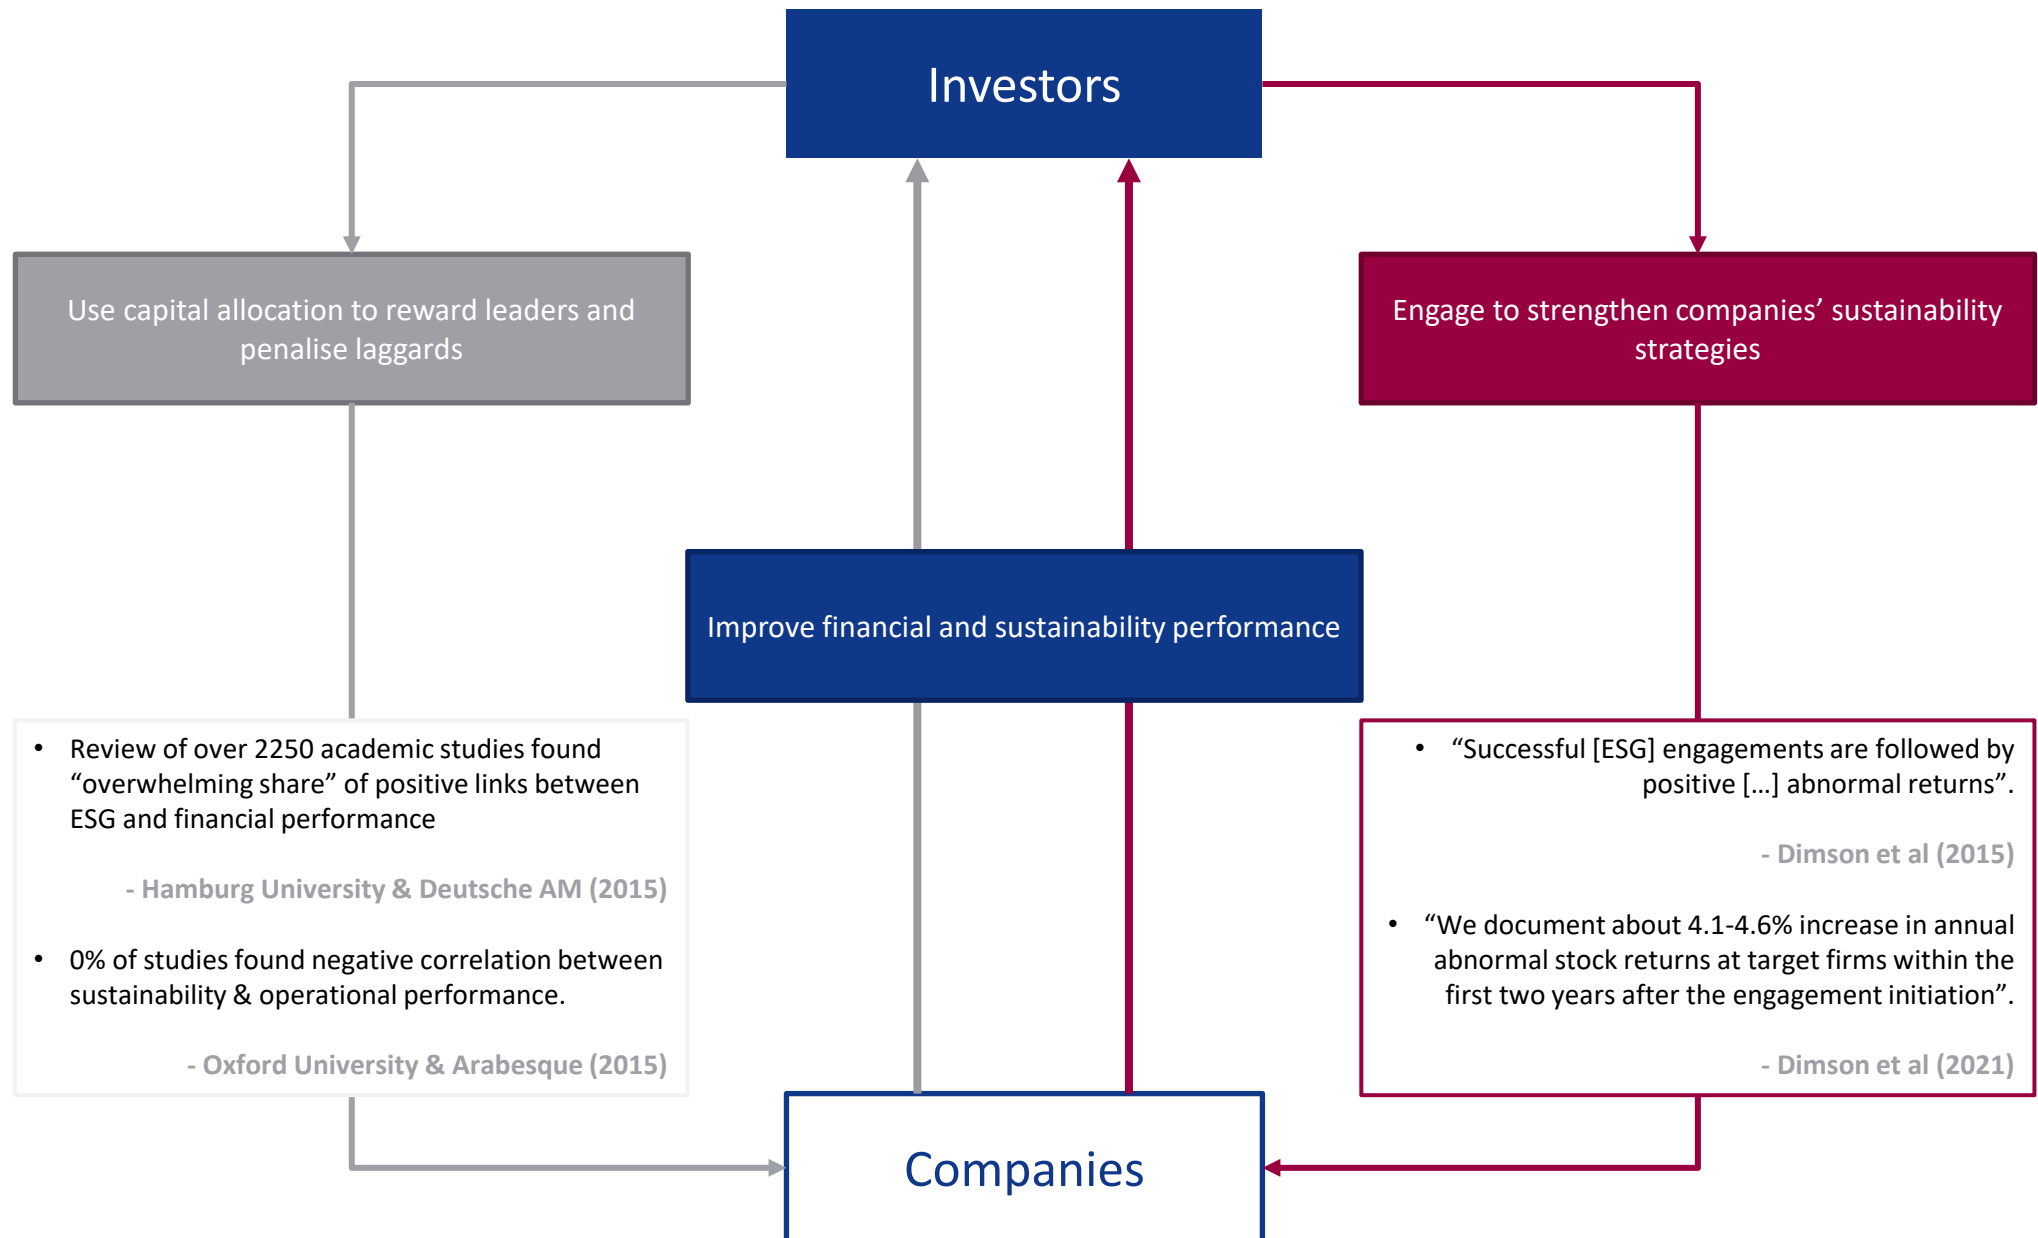 Investors
Use capital allocation to reward leaders and
penalise laggards
Engage to strengthen companies’ sustainability
strategies
Improve financial and sustainability performance
• Review of over 2250 academic studies found
“overwhelming share” of positive links between
ESG and financial performance
- Hamburg University & Deutsche AM (2015)
• 0% of studies found negative correlation between
sustainability & operational performance.
- Oxford University & Arabesque (2015)
• “Successful [ESG] engagements are followed by
positive […] abnormal returns”.
- Dimson et al (2015)
• “We document about 4.1-4.6% increase in annual
abnormal stock returns at target firms within the
first two years after the engagement initiation”.
- Dimson et al (2021)
Companies